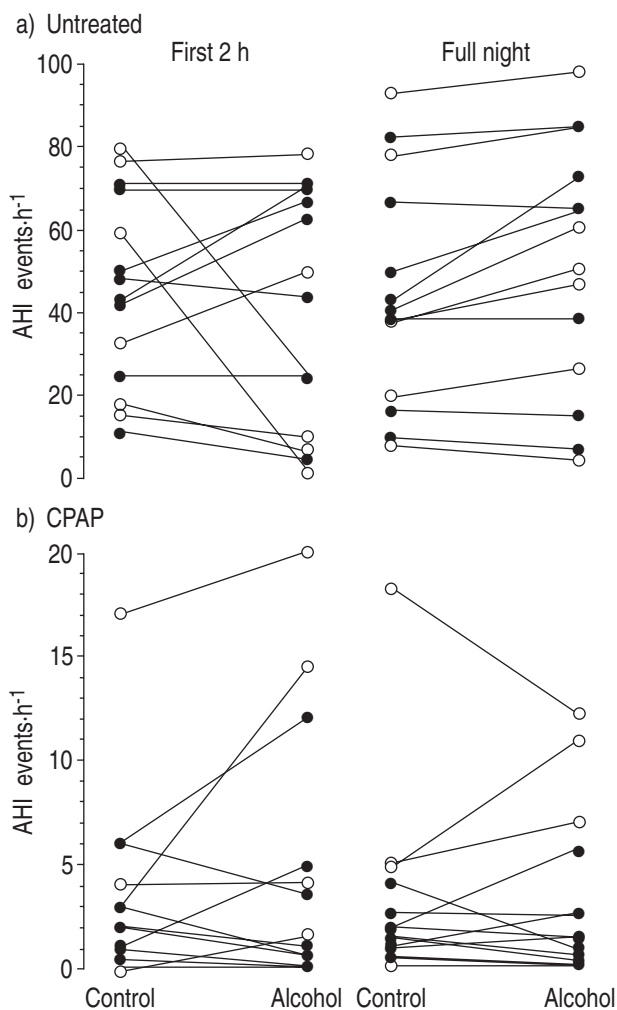 a) Untreated
First 2 h
Full night
100
80
60
40
20
0
AHI events·h⁻¹
b) CPAP
20
15
10
5
0
AHI events·h⁻¹
Control
Alcohol
Control
Alcohol